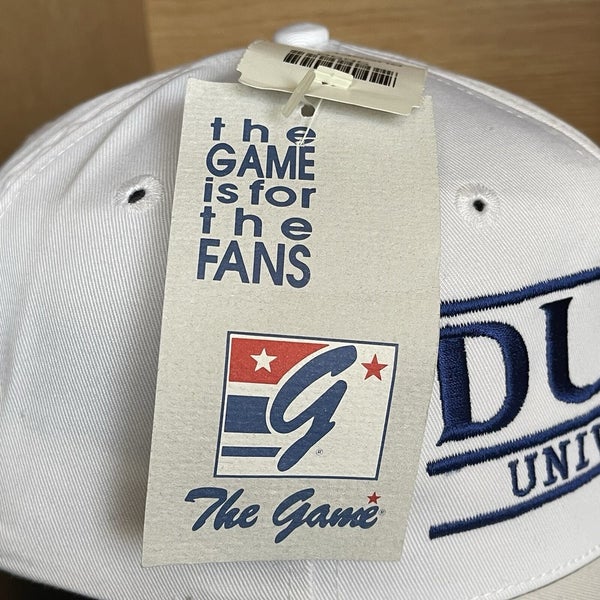 the
GAME
is for
the
FANS
G
The Game
DU
UNIV